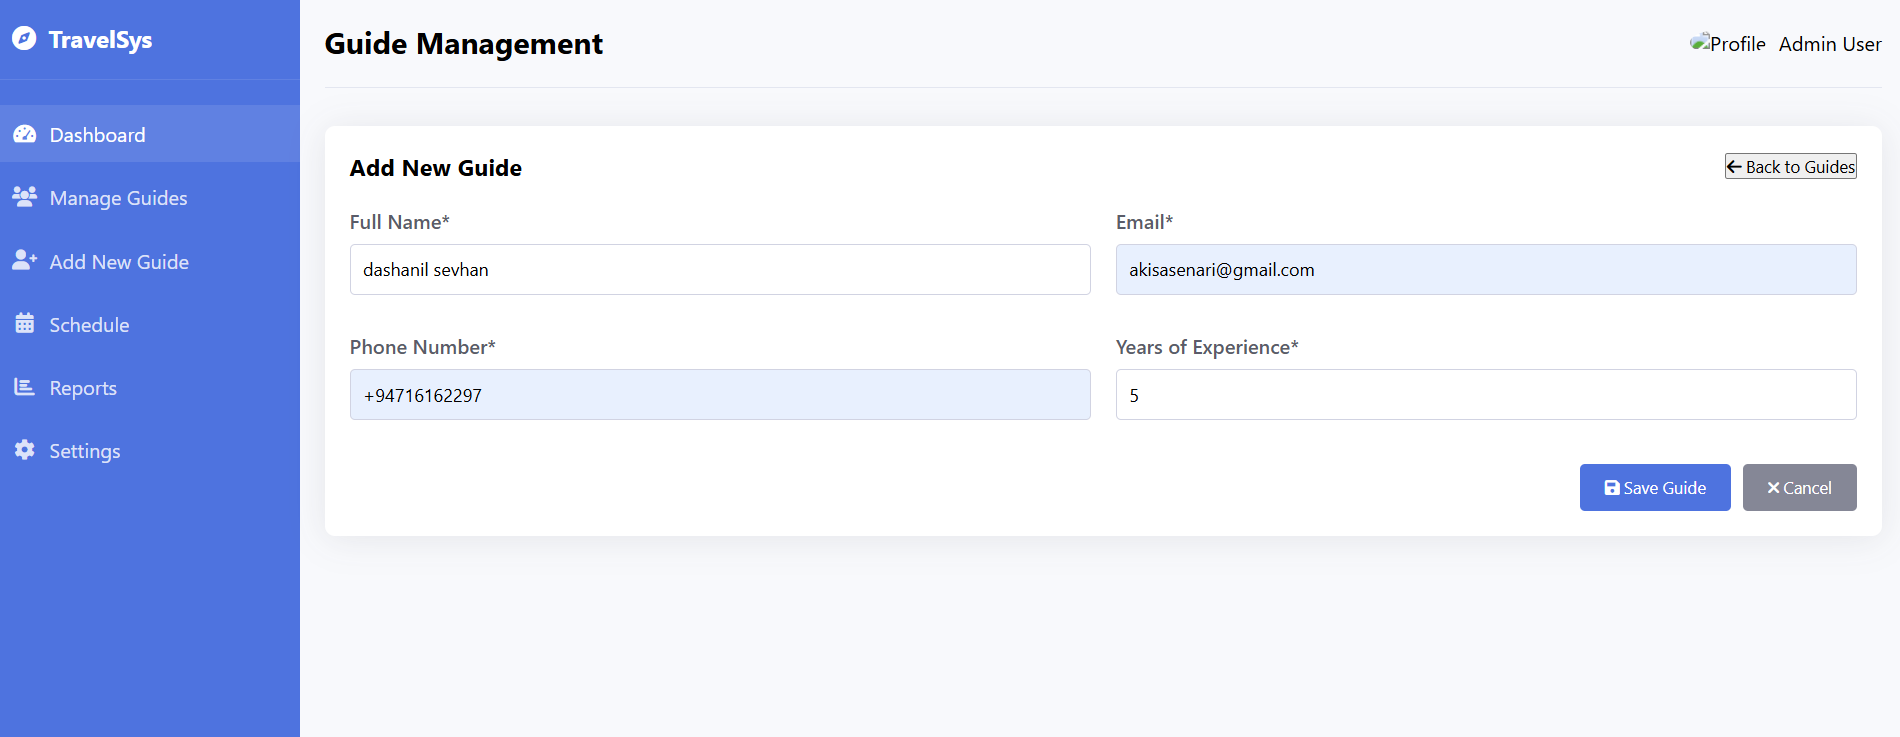 TravelSys
Dashboard
Manage Guides
Add New Guide
Schedule
Reports
Settings
Guide Management
Profile Admin User
Add New Guide
Back to Guides
Full Name*
dashanil sevhan
Email*
akisasenari@gmail.com
Phone Number*
+94716162297
Years of Experience*
5
Save Guide
Cancel